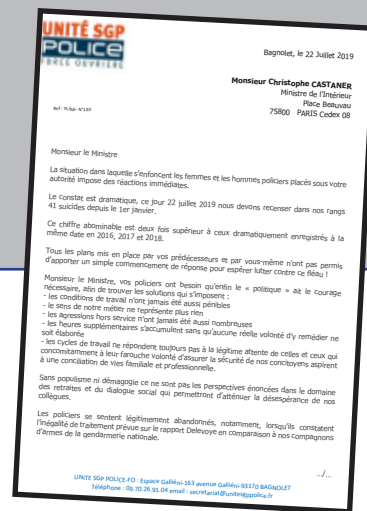 UNITÉ SGP
POLICE
FORCE OUVRIÈRE
Bagnolet, le 22 Juillet 2019
Monsieur Christophe CASTANER
Ministre de l'Intérieur
Place Beauvau
75800 PARIS Cedex 08
Monsieur le Ministre
La situation dans laquelle s'enfoncent les femmes et les hommes policiers placés sous votre
autorité impose des réactions immédiates.
Le constat est dramatique, ce jour 22 juillet 2019 nous devons recenser dans nos rangs
41 suicides depuis le 1er janvier.
Ce chiffre abominable est deux fois supérieur à ceux dramatiquement enregistrés à la
même date en 2016, 2017 et 2018.
Tous les plans mis en place par vos prédécesseurs et par vous-même n'ont pas permis
d'apporter un simple commencement de réponse pour espérer lutter contre ce fléau !
Monsieur le Ministre, vos policiers ont besoin qu'enfin le « politique » ait le courage
nécessaire, afin de trouver les solutions qui s'imposent :
- les conditions de travail n'ont jamais été aussi pénibles
- le sens de notre métier ne représente plus rien
- les agressions hors service n'ont jamais été aussi nombreuses
- les heures supplémentaires s'accumulent sans qu'aucune réelle volonté d'y remédier ne
soit élaborée
- les cycles de travail ne répondent toujours pas à la légitime attente de celles et ceux qui
concomitamment à leur farouche volonté d'assurer la sécurité de nos concitoyens aspirent
à une conciliation de vies familiale et professionnelle.
Sans populisme ni démagogie ce ne sont pas les perspectives énoncées dans le domaine
des retraites et du dialogue social qui permettront d'atténuer la désespérance de nos
collègues.
Les policiers se sentent légitimement abandonnés, notamment, lorsqu'ils constatent
l'inégalité de traitement prévue sur le rapport Delevoye en comparaison à nos compagnons
d'armes de la gendarmerie nationale.
.../...
UNITE SGP POLICE-FO : Espace Galliéni-163 avenue Galliéni-93170 BAGNOLET
Téléphone : 09.70.26.91.04 email : secretariat@unitesgppolice.fr